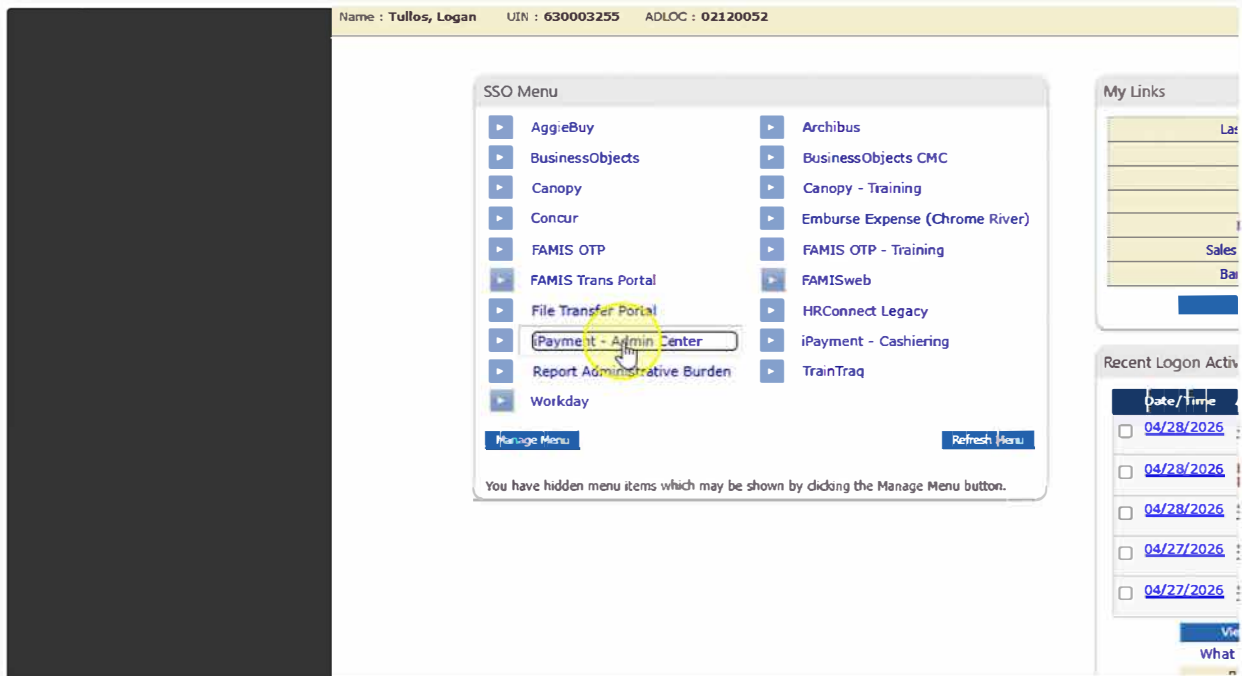 Name : Tullos, Logan UIN : 630003255 ADLOC : 02120052
SSO Menu
AggieBuy
Archibus
BusinessObjects
BusinessObjects CMC
Canopy
Canopy - Training
Concur
Emburse Expense (Chrome River)
FAMIS OTP
FAMIS OTP - Training
FAMIS Trans Portal
FAMISweb
File Transfer Portal
HRConnect Legacy
iPayment - Admin Center
iPayment - Cashiering
Report Administrative Burden
TrainTraq
Workday
Manage Menu
Refresh Menu
You have hidden menu items which may be shown by clicking the Manage Menu button.
My Links
Sales
Recent Logon Activ
Date/Time
04/28/2026
04/28/2026
04/28/2026
04/27/2026
04/27/2026
What